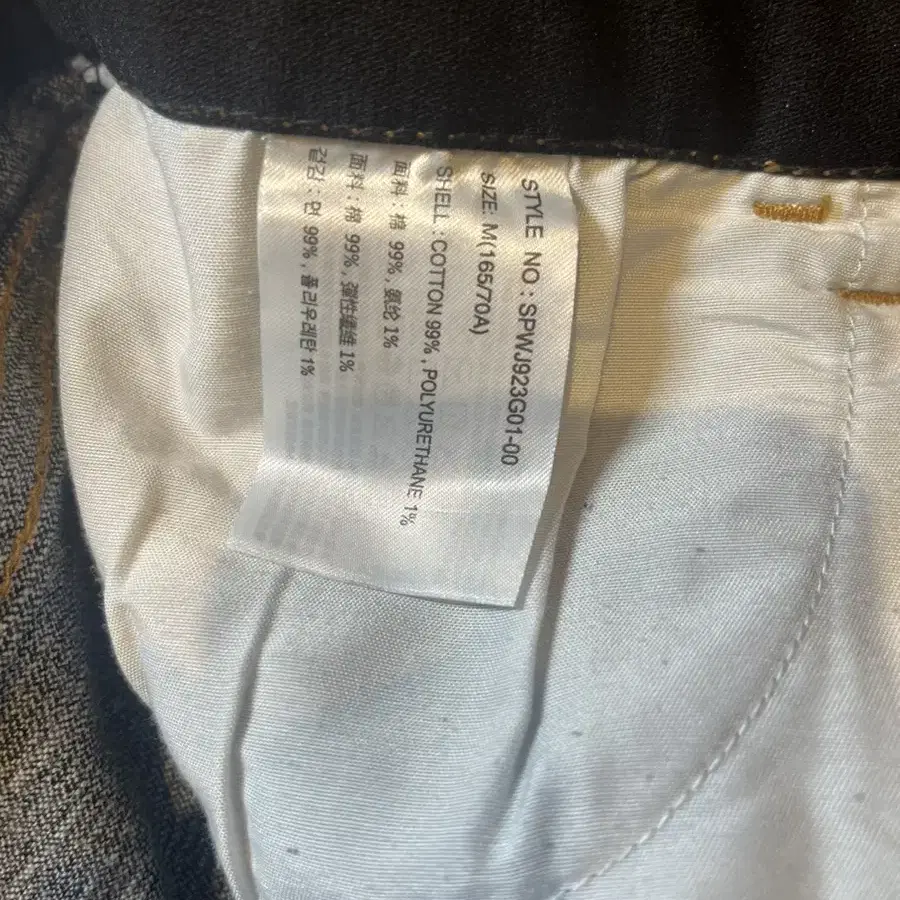 STYLE NO : SPWJ923G01-00
SIZE: M(165/70A)
SHELL : COTTON 99% , POLYURETHANE 1%
面料 : 棉 99% , 氨纶 1%
面料 : 棉 99% , 彈性纖維 1%
겉감 : 면 99% , 폴리우레탄 1%